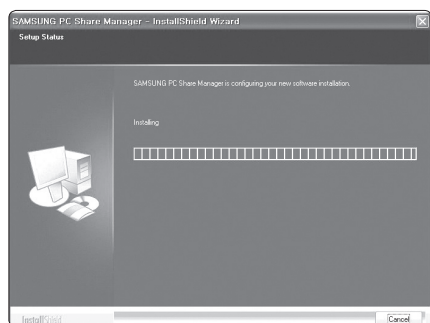 SAMSUNG PC Share Manager - InstallShield Wizard
Setup Status
SAMSUNG PC Share Manager is configuring your new software installation.
Installing
InstallShield
Cancel